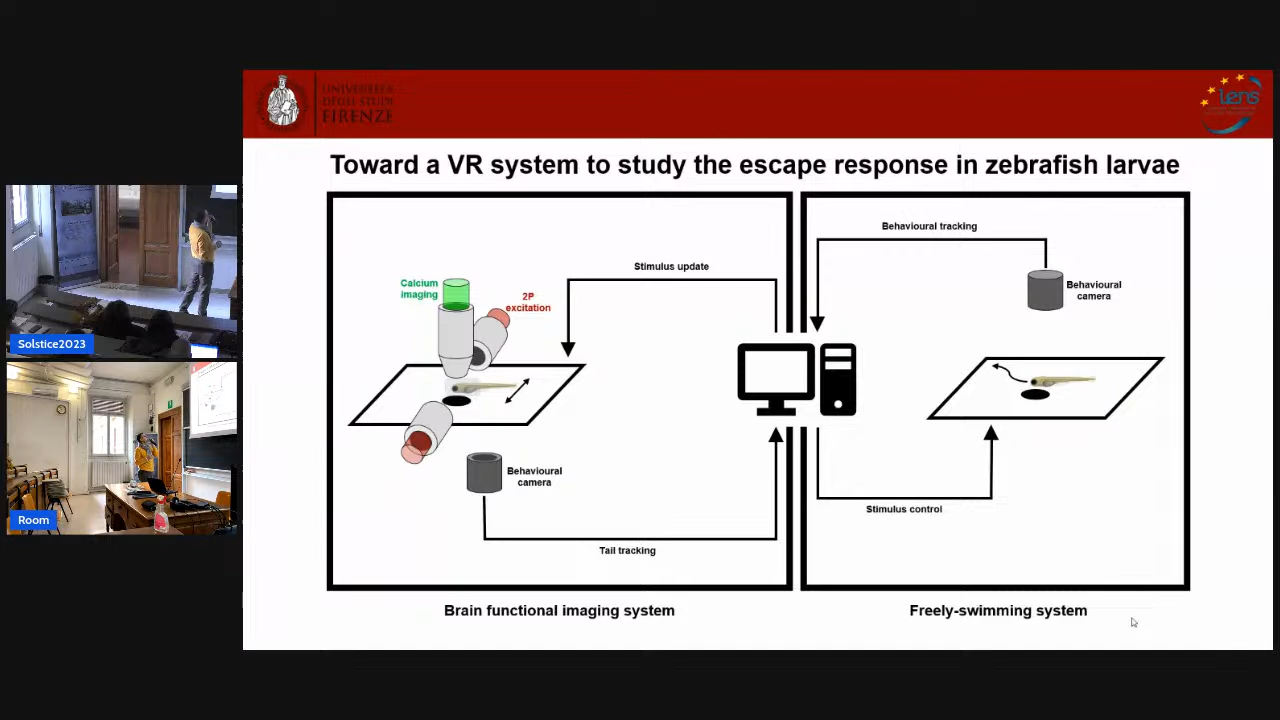 UNIVERSITÀ
DEGLI STUDI
FIRENZE
lens
Toward a VR system to study the escape response in zebrafish larvae
Behavioural tracking
Stimulus update
Calcium
imaging
2P
excitation
Behavioural
camera
Behavioural
camera
Stimulus control
Tail tracking
Brain functional imaging system
Freely-swimming system
Solstice2023
Room